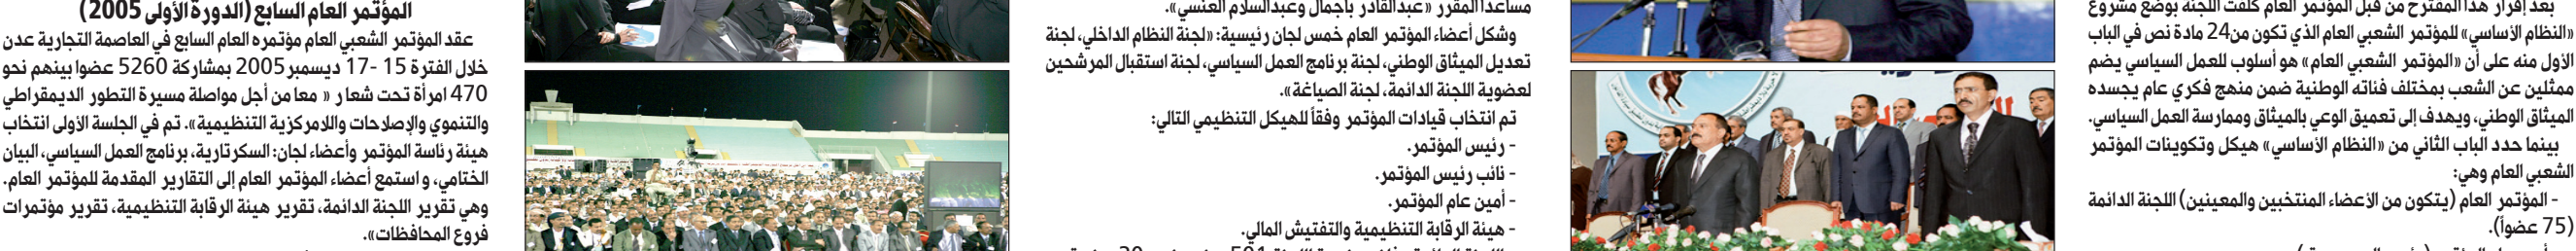 بعد إقرار هذا المقترح من قبل المؤتمر العام كلفت اللجنة بوضع مشروع
«النظام الأساسي» للمؤتمر الشعبي العام الذي تكون من24 مادة نص في الباب
الأول منه على أن «المؤتمر الشعبي العام» هو أسلوب للعمل السياسي يضم
ممثلين عن الشعب بمختلف فئاته الوطنية ضمن منهج فكري عام يجسده
الميثاق الوطني، ويهدف إلى تعميق الوعي بالميثاق وممارسة العمل السياسي.
بينما حدد الباب الثاني من «النظام الأساسي» هيكل وتكوينات المؤتمر
الشعبي العام وهي:
- المؤتمر العام (يتكون من الأعضاء المنتخبين والمعينين) اللجنة الدائمة
(75 عضواً).
مساعدا المقرر «عبدالقادر باجمال وعبدالسلام العنسي».
وشكل أعضاء المؤتمر العام خمس لجان رئيسية: «لجنة النظام الداخلي، لجنة
تعديل الميثاق الوطني، لجنة برنامج العمل السياسي، لجنة استقبال المرشحين
لعضوية اللجنة الدائمة، لجنة الصياغة».
تم انتخاب قيادات المؤتمر وفقاً للهيكل التنظيمي التالي:
- رئيس المؤتمر.
- نائب رئيس المؤتمر.
- أمين عام المؤتمر.
- هيئة الرقابة التنظيمية والتفتيش المالي.
المؤتمر العام السابع (الدورة الأولى 2005)
عقد المؤتمر الشعبي العام مؤتمره العام السابع في العاصمة التجارية عدن
خلال الفترة 15 -17 ديسمبر2005 بمشاركة 5260 عضوا بينهم نحو
470 امرأة تحت شعار « معا من أجل مواصلة مسيرة التطور الديمقراطي
والتنموي والإصلاحات واللامركزية التنظيمية». تم في الجلسة الأولى انتخاب
هيئة رئاسة المؤتمر وأعضاء لجان: السكرتارية، برنامج العمل السياسي، البيان
الختامي، و استمع أعضاء المؤتمر العام إلى التقارير المقدمة للمؤتمر العام.
وهي تقرير اللجنة الدائمة، تقرير هيئة الرقابة التنظيمية، تقرير مؤتمرات
فروع المحافظات».